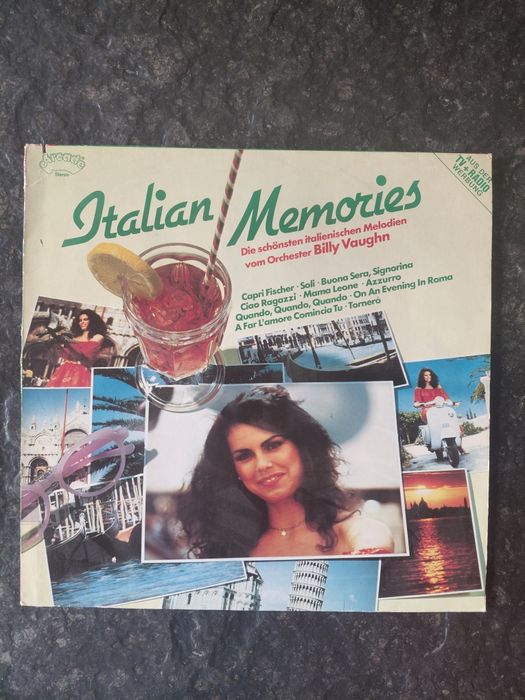 Arcade
Stereo
AUS DER
TV + RADIO
WERBUNG
Italian Memories
Die schönsten italienischen Melodien
vom Orchester Billy Vaughn
Capri Fischer · Soli · Buona Sera, Signorina
Ciao Ragazzi · Mama Leone · Azzurro
Quando, Quando, Quando · On An Evening In Roma
A Far L'amore Comincia Tu · Torneró